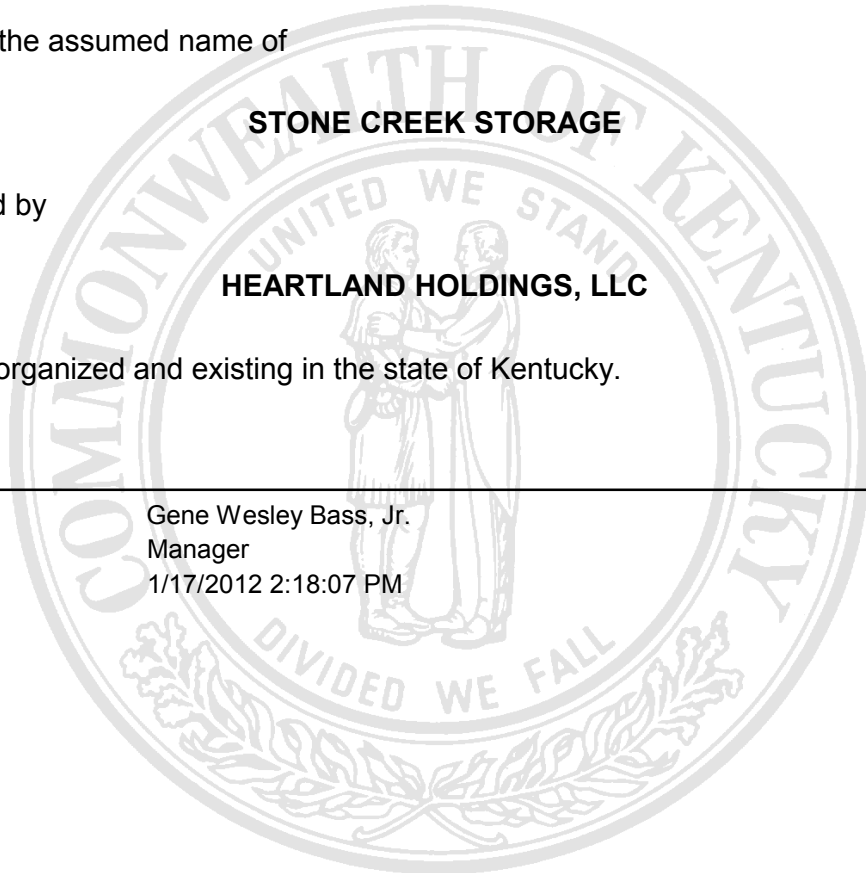 the assumed name of
STONE CREEK STORAGE
d by
HEARTLAND HOLDINGS, LLC
organized and existing in the state of Kentucky.
Gene Wesley Bass, Jr.
Manager
1/17/2012 2:18:07 PM
COMMONWEALTH OF KENTUCKY
UNITED WE STAND
DIVIDED WE FALL